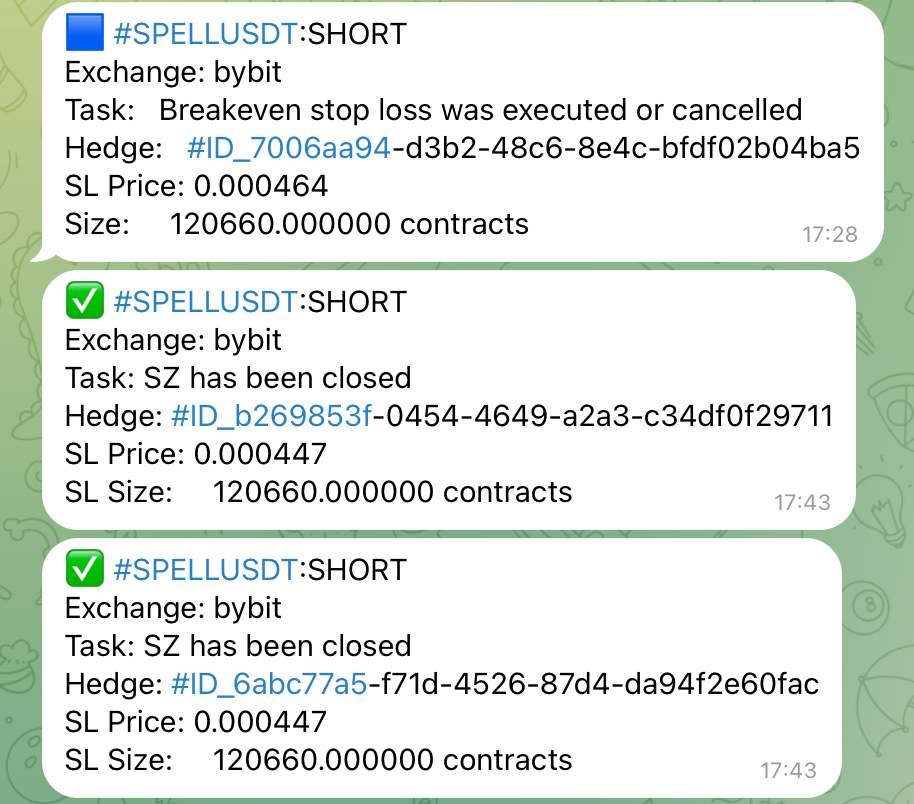 #SPELLUSDT:SHORT
Exchange: bybit
Task: Breakeven stop loss was executed or cancelled
Hedge: #ID_7006aa94-d3b2-48c6-8e4c-bfdf02b04ba5
SL Price: 0.000464
Size: 120660.000000 contracts
17:28
#SPELLUSDT:SHORT
Exchange: bybit
Task: SZ has been closed
Hedge: #ID_b269853f-0454-4649-a2a3-c34df0f29711
SL Price: 0.000447
SL Size: 120660.000000 contracts
17:43
#SPELLUSDT:SHORT
Exchange: bybit
Task: SZ has been closed
Hedge: #ID_6abc77a5-f71d-4526-87d4-da94f2e60fac
SL Price: 0.000447
SL Size: 120660.000000 contracts
17:43